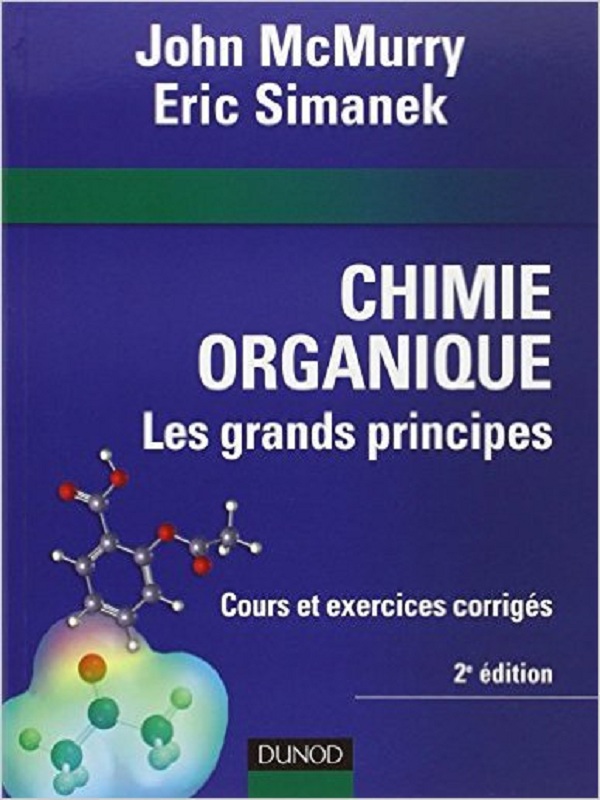 John McMurry
Eric Simanek
CHIMIE
ORGANIQUE
Les grands principes
Cours et exercices corrigés
2e édition
DUNOD